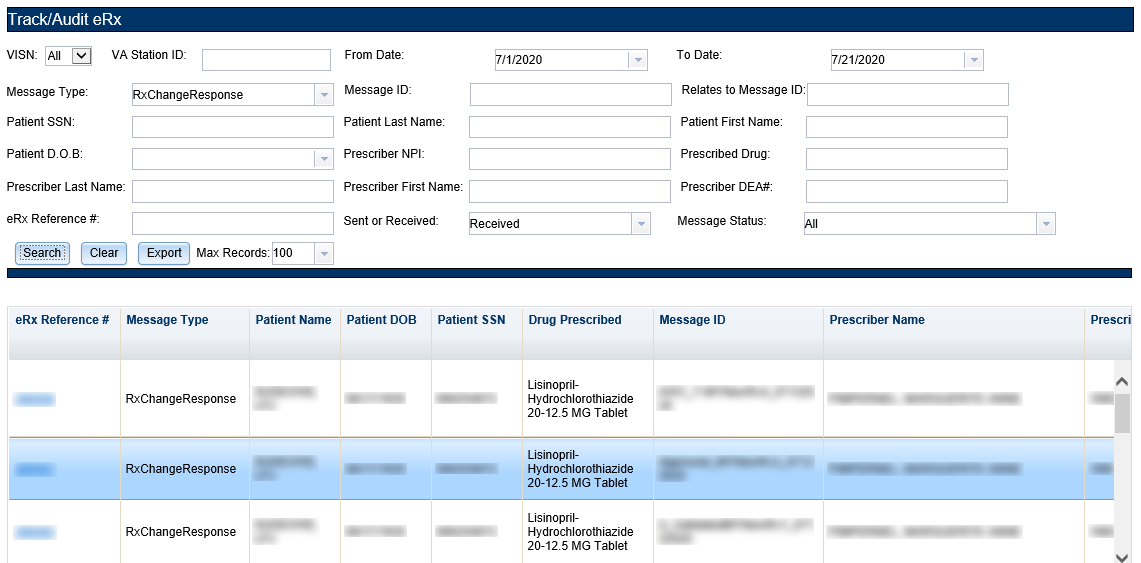 Track/Audit eRx
VISN: All VA Station ID: From Date: 7/1/2020 To Date: 7/21/2020
Message Type: RxChangeResponse Message ID: Relates to Message ID:
Patient SSN: Patient Last Name: Patient First Name:
Patient D.O.B: Prescriber NPI: Prescribed Drug:
Prescriber Last Name: Prescriber First Name: Prescriber DEA#:
eRx Reference #: Sent or Received: Received Message Status: All
Search Clear Export Max Records: 100
eRx Reference # Message Type Patient Name Patient DOB Patient SSN Drug Prescribed Message ID Prescriber Name Prescri
Lisinopril-
RxChangeResponse Hydrochlorothiazide
20-12.5 MG Tablet
Lisinopril-
RxChangeResponse Hydrochlorothiazide
20-12.5 MG Tablet
Lisinopril-
RxChangeResponse Hydrochlorothiazide
20-12.5 MG Tablet